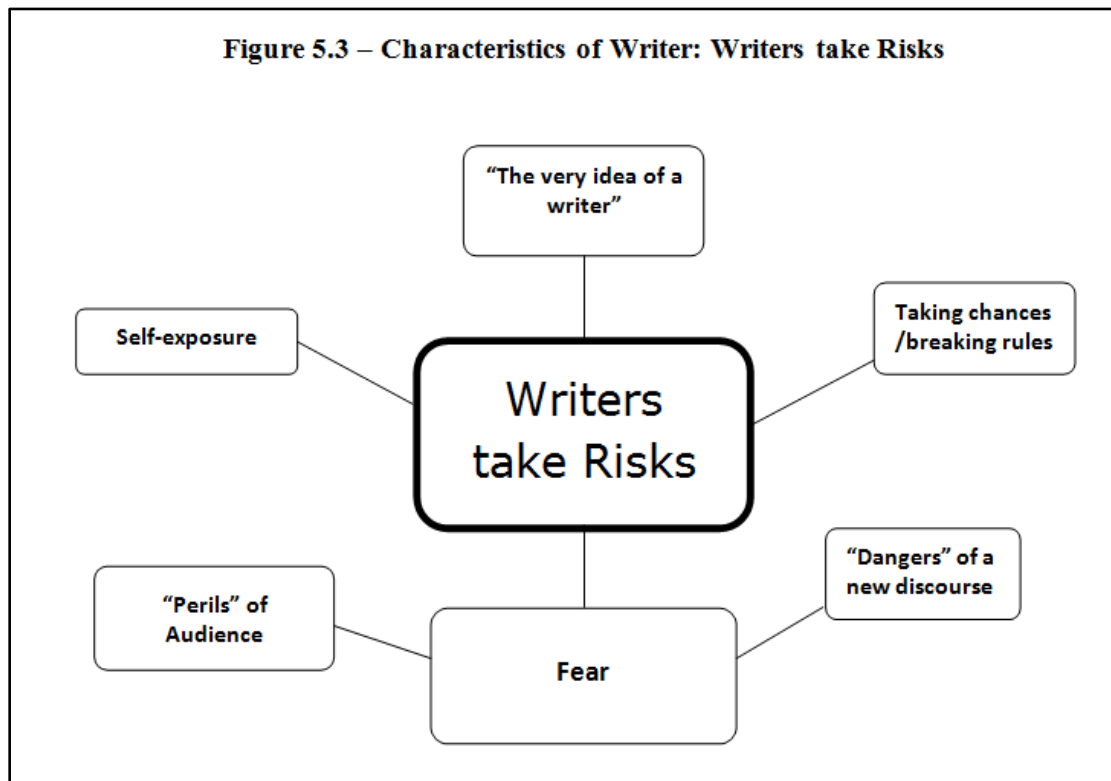 Figure 5.3 – Characteristics of Writer: Writers take Risks
“The very idea of a
writer”
Self-exposure
Taking chances
/breaking rules
Writers
take Risks
“Perils” of
Audience
Fear
“Dangers” of a
new discourse